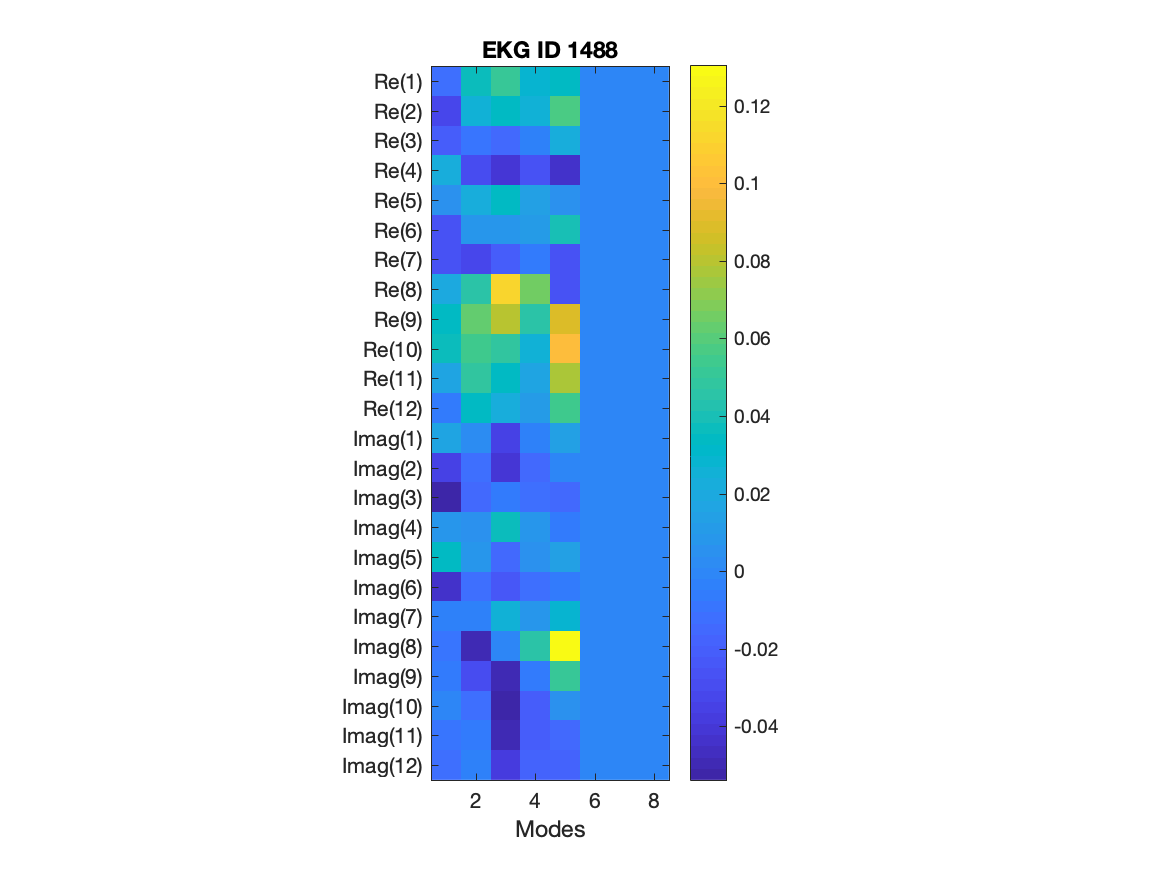 EKG ID 1488
Re(1)
Re(2)
Re(3)
Re(4)
Re(5)
Re(6)
Re(7)
Re(8)
Re(9)
Re(10)
Re(11)
Re(12)
Imag(1)
Imag(2)
Imag(3)
Imag(4)
Imag(5)
Imag(6)
Imag(7)
Imag(8)
Imag(9)
Imag(10)
Imag(11)
Imag(12)
2 4 6 8
Modes
0.12
0.1
0.08
0.06
0.04
0.02
0
-0.02
-0.04